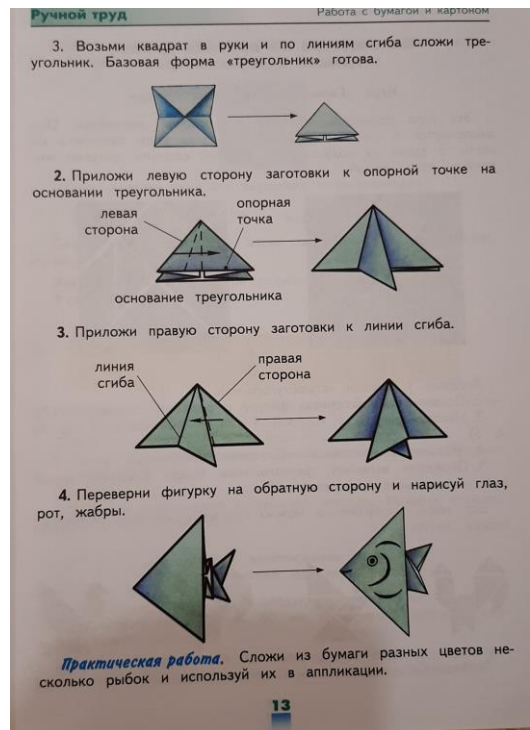 Ручной труд
Работа с бумагой и картоном
3. Возьми квадрат в руки и по линиям сгиба сложи тре-
угольник. Базовая форма «треугольник» готова.
2. Приложи левую сторону заготовки к опорной точке на
основании треугольника.
левая
сторона
опорная
точка
основание треугольника
3. Приложи правую сторону заготовки к линии сгиба.
линия
сгиба
правая
сторона
4. Переверни фигурку на обратную сторону и нарисуй глаз,
рот, жабры.
Практическая работа. Сложи из бумаги разных цветов не-
сколько рыбок и используй их в аппликации.
13